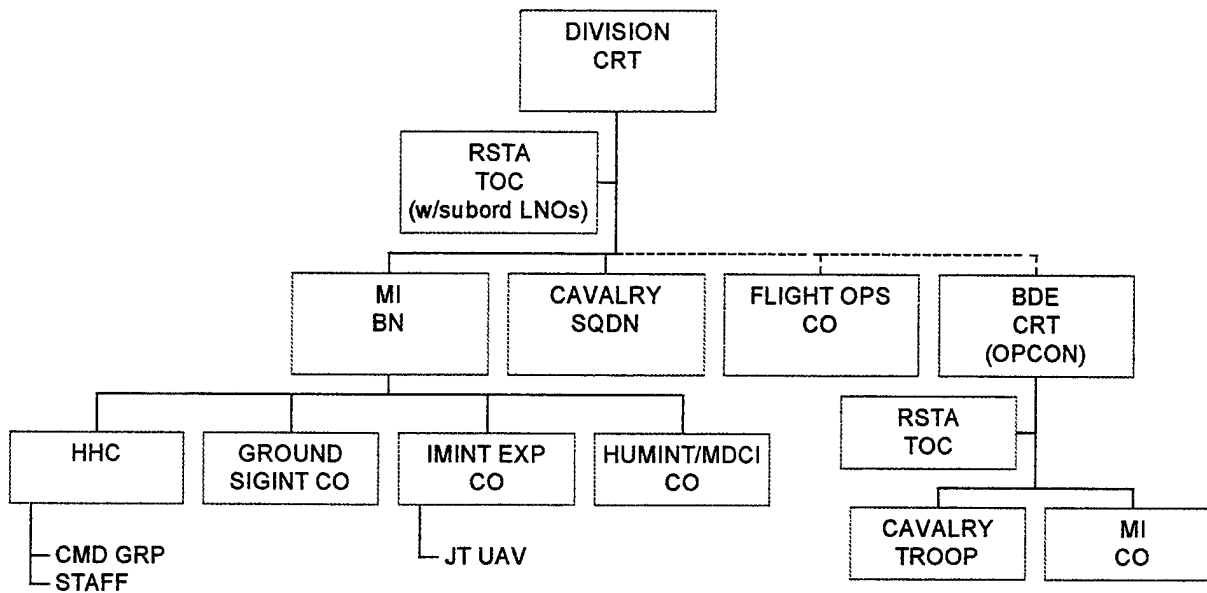 DIVISION
CRT
RSTA
TOC
(w/subord LNOs)
MI
BN
CAVALRY
SQDN
FLIGHT OPS
CO
BDE
CRT
(OPCON)
HHC
GROUND
SIGINT CO
IMINT EXP
CO
HUMINT/MDCI
CO
RSTA
TOC
CMD GRP
STAFF
JT UAV
CAVALRY
TROOP
MI
CO